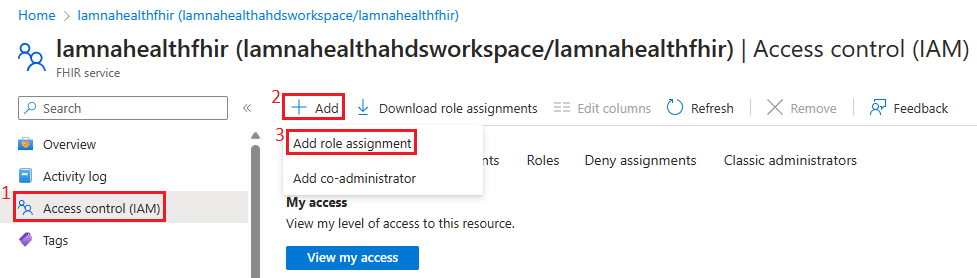 Home > lamnahealthfhir (lamnahealthahdsworkspace/lamnahealthfhir)
lamnahealthfhir (lamnahealthahdsworkspace/lamnahealthfhir) | Access control (IAM)
FHIR service
Search
«
2 + Add
Download role assignments
Edit columns
Refresh
Remove
Feedback
3 Add role assignment
Add co-administrator
Overview
Activity log
1 Access control (IAM)
Tags
nts
Roles
Deny assignments
Classic administrators
My access
View my level of access to this resource.
View my access